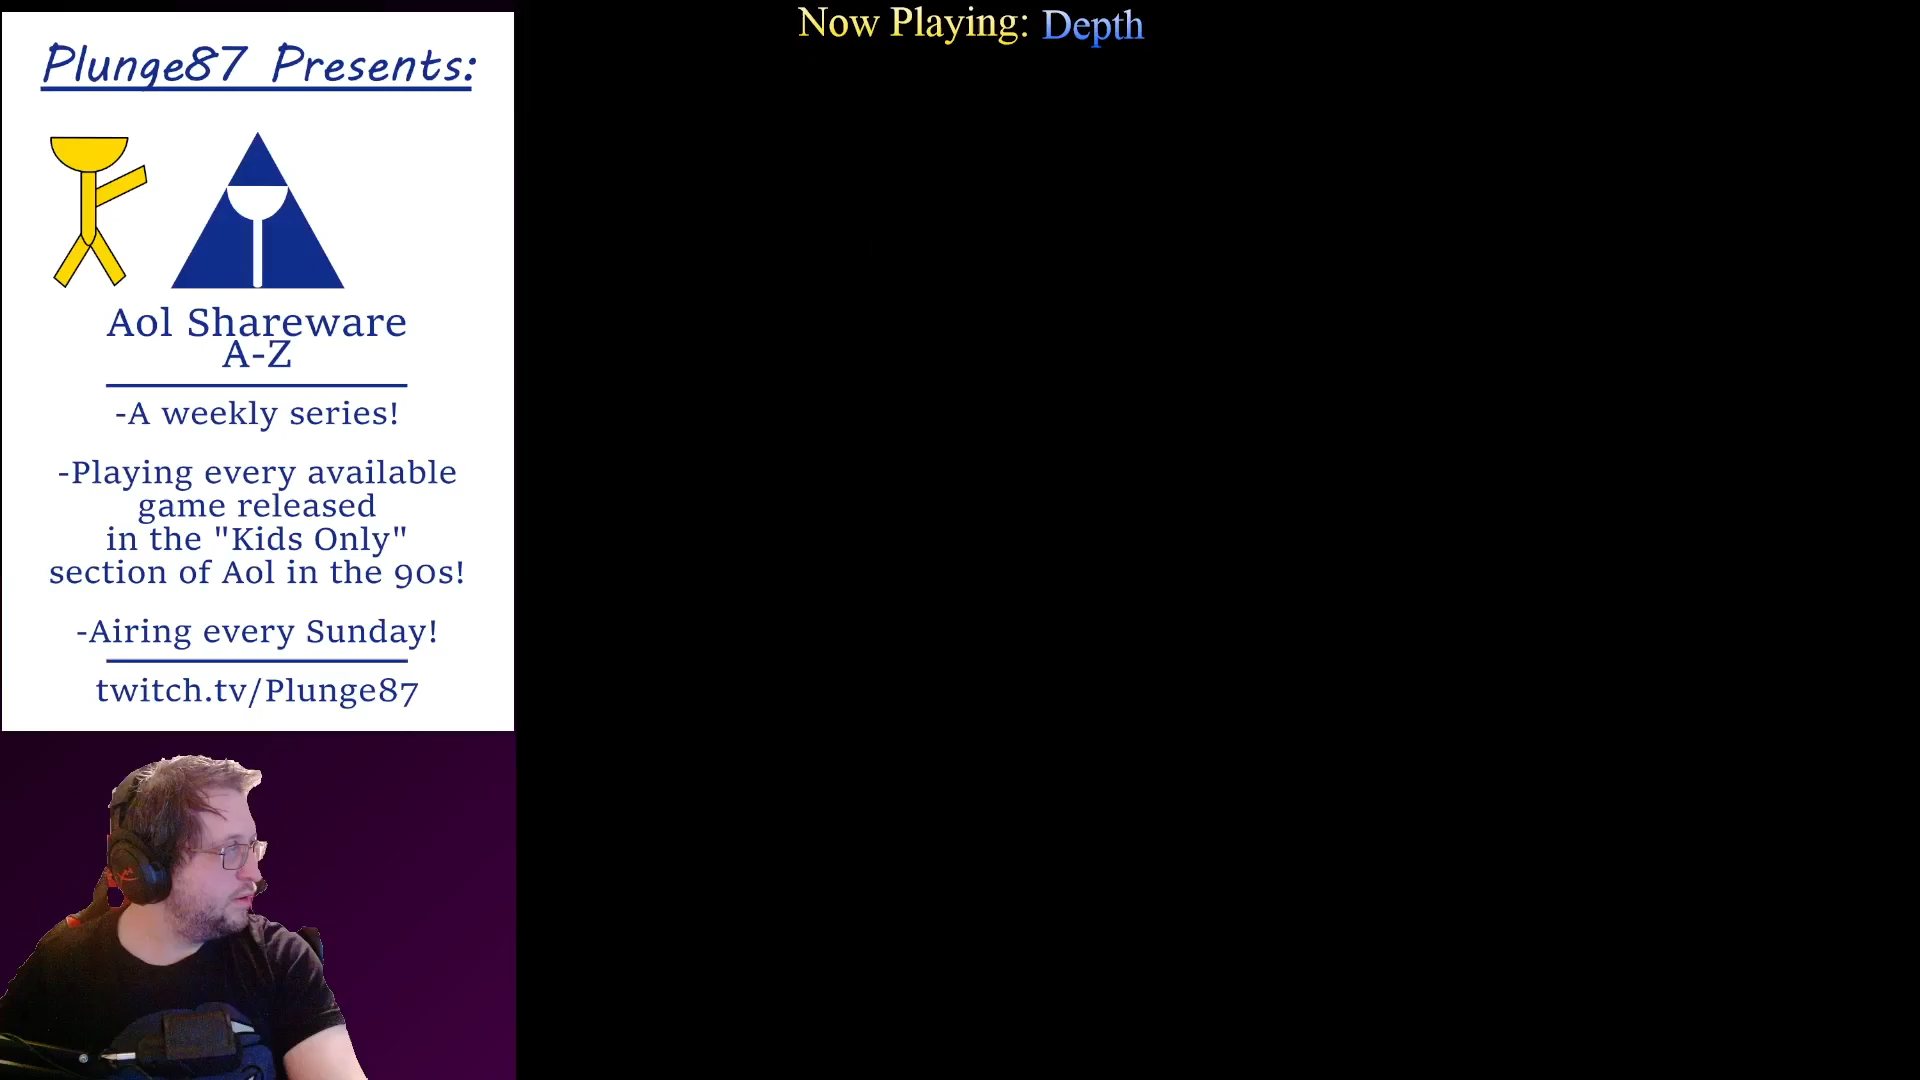 Plunge87 Presents:
Aol Shareware
A-Z
-A weekly series!
-Playing every available
game released
in the "Kids Only"
section of Aol in the 90s!
-Airing every Sunday!
twitch.tv/Plunge87
Now Playing: Depth